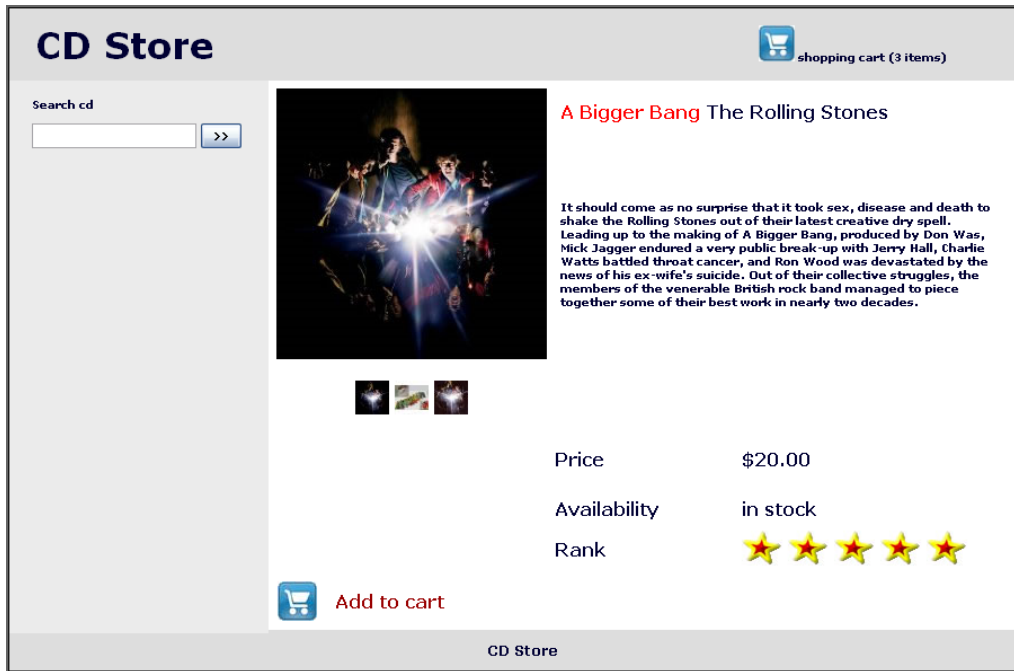 CD Store
shopping cart (3 items)
Search cd
>>
A Bigger Bang The Rolling Stones
It should come as no surprise that it took sex, disease and death to
shake the Rolling Stones out of their latest creative dry spell.
Leading up to the making of A Bigger Bang, produced by Don Was,
Mick Jagger endured a very public break-up with Jerry Hall, Charlie
Watts battled throat cancer, and Ron Wood was devastated by the
news of his ex-wife's suicide. Out of their collective struggles, the
members of the venerable British rock band managed to piece
together some of their best work in nearly two decades.
Price $20.00
Availability in stock
Rank
Add to cart
CD Store